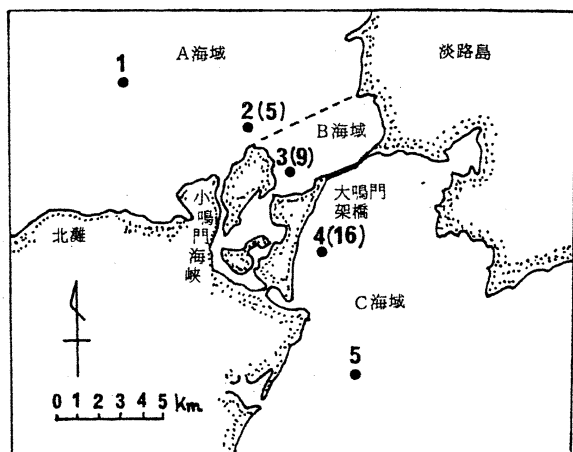 1
A海域
淡路島
2(5)
B海域
3(9)
小鳴門海峡
大鳴門
架橋
北灘
4(16)
C海域
5
0 1 2 3 4 5 Km